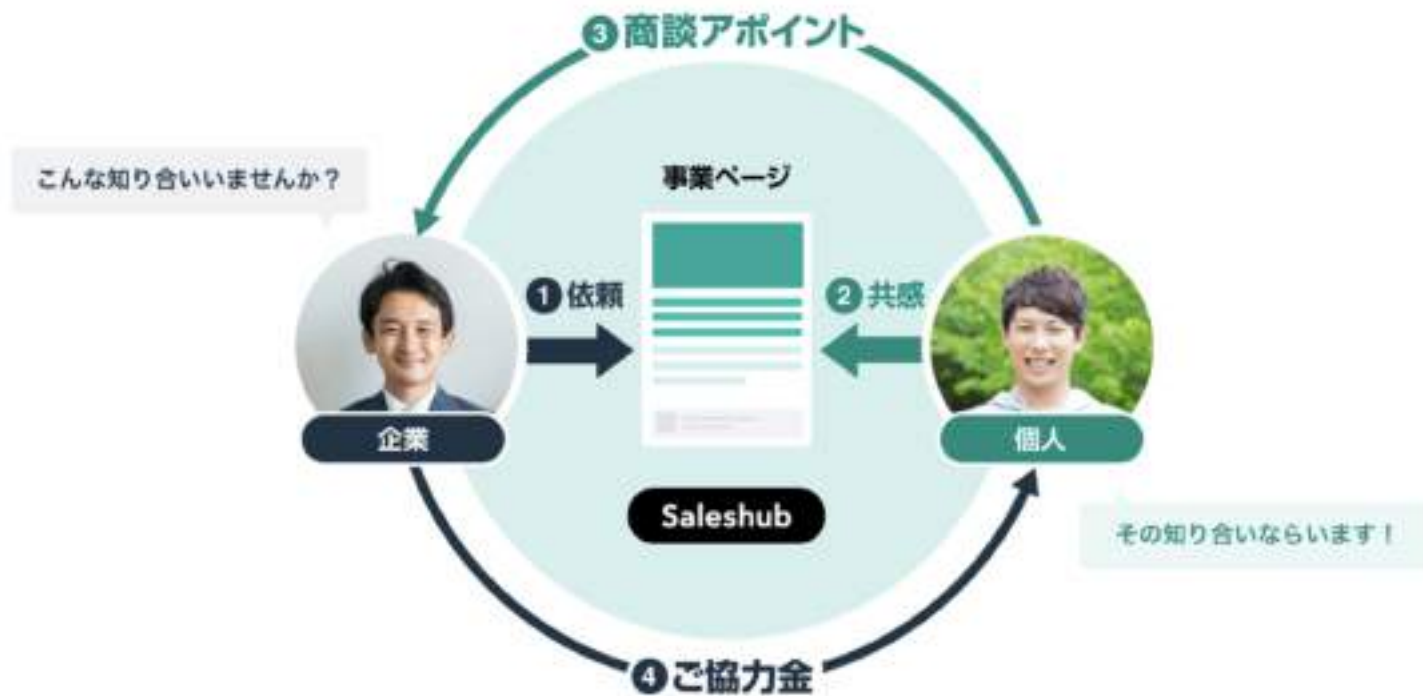 ❸商談アポイント
こんな知り合いいませんか？
事業ページ
❶依頼
❷共感
企業
個人
Saleshub
その知り合いならいます！
❹ご協力金